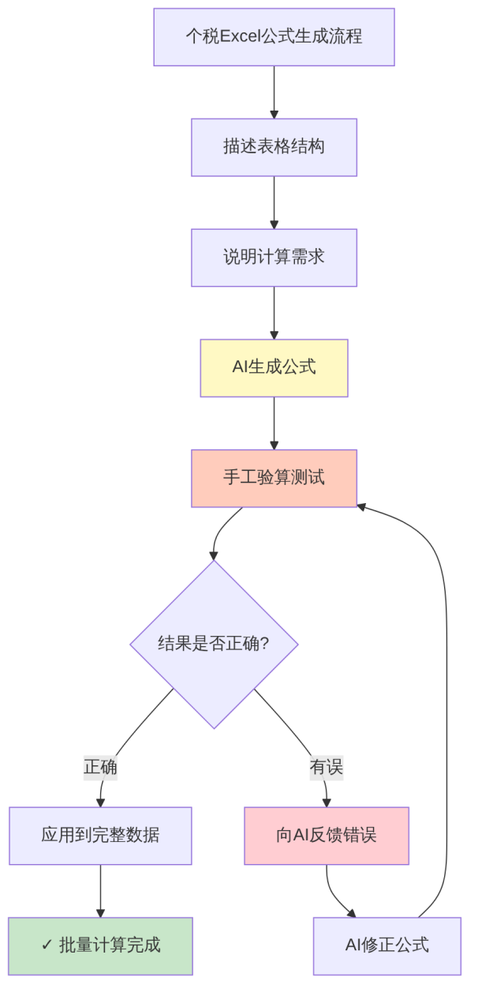 个税Excel公式生成流程
描述表格结构
说明计算需求
AI生成公式
手工验算测试
结果是否正确?
正确
有误
应用到完整数据
向AI反馈错误
✓ 批量计算完成
AI修正公式